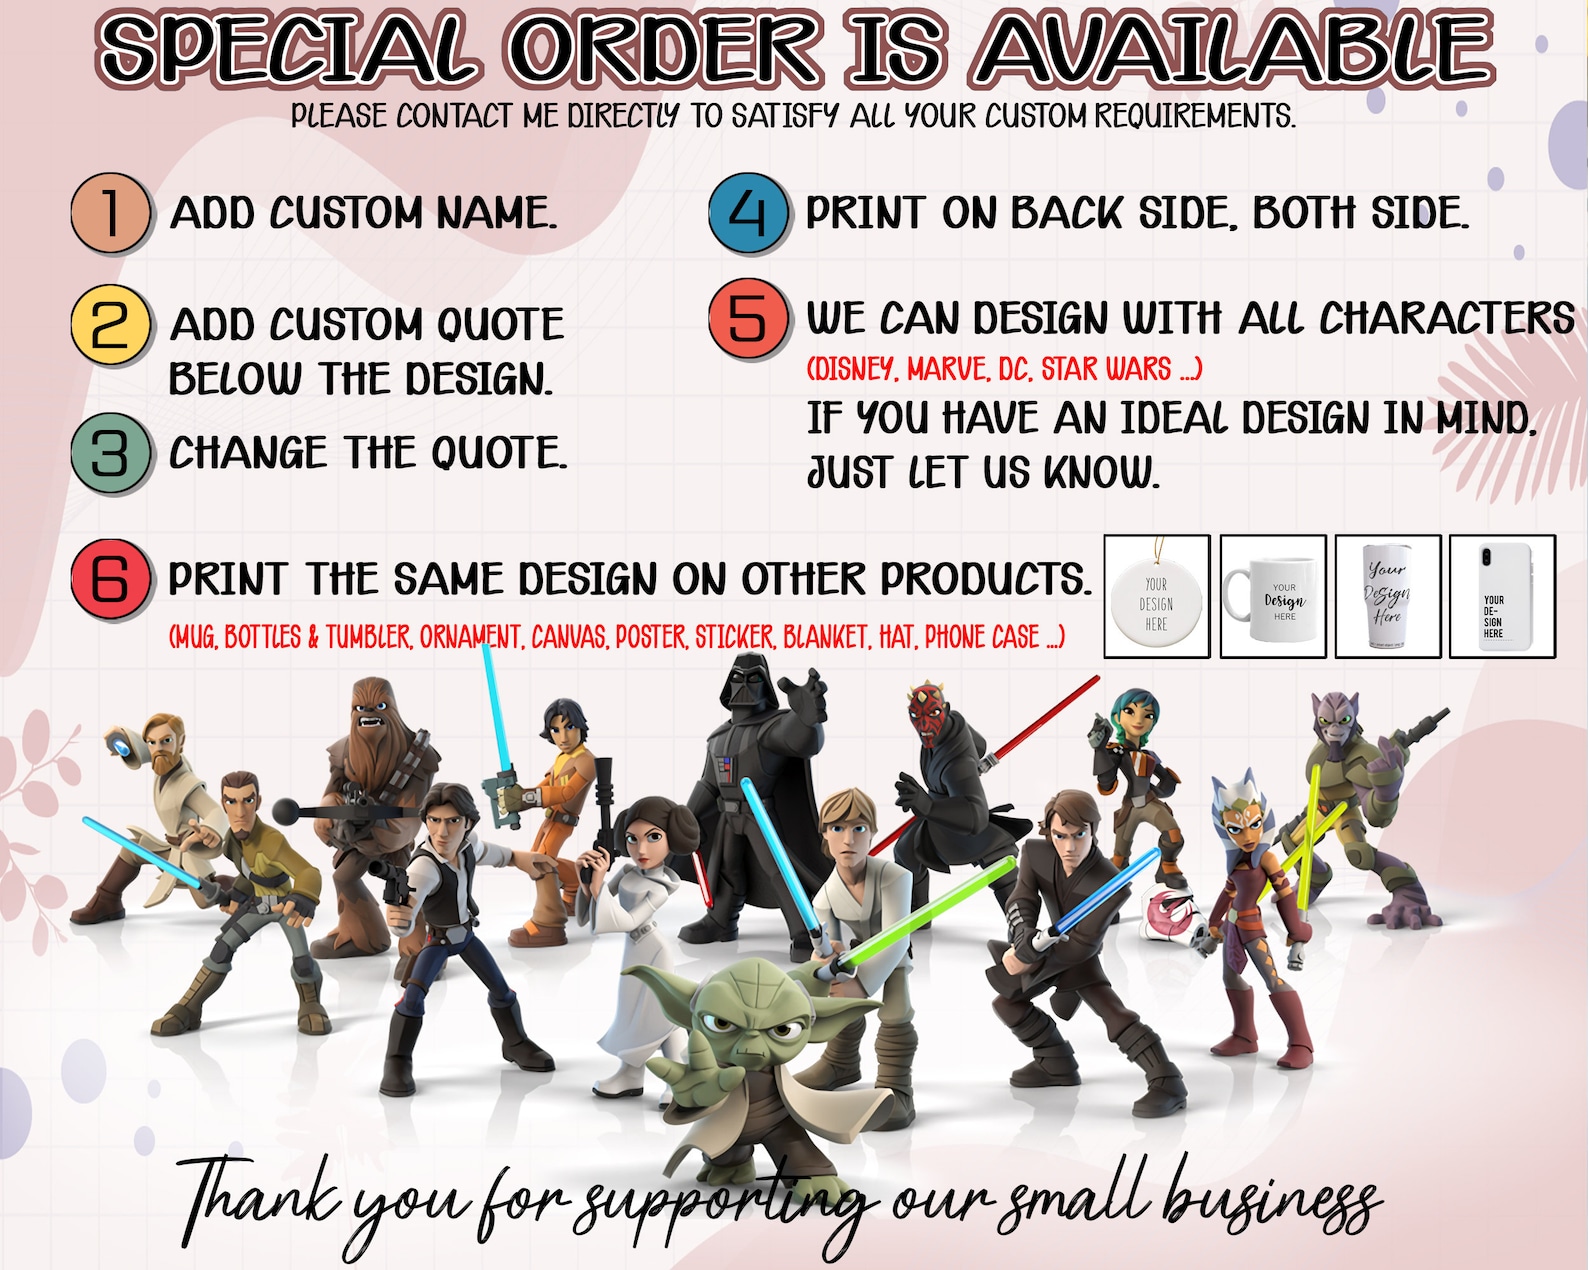 SPECIAL ORDER IS AVAILABLE
PLEASE CONTACT ME DIRECTLY TO SATISFY ALL YOUR CUSTOM REQUIREMENTS.
1 ADD CUSTOM NAME.
2 ADD CUSTOM QUOTE
BELOW THE DESIGN.
3 CHANGE THE QUOTE.
4 PRINT ON BACK SIDE, BOTH SIDE.
5 WE CAN DESIGN WITH ALL CHARACTERS
(DISNEY, MARVE, DC, STAR WARS ...)
IF YOU HAVE AN IDEAL DESIGN IN MIND,
JUST LET US KNOW.
6 PRINT THE SAME DESIGN ON OTHER PRODUCTS.
(MUG, BOTTLES & TUMBLER, ORNAMENT, CANVAS, POSTER, STICKER, BLANKET, HAT, PHONE CASE ...)
YOUR
DESIGN
HERE
YOUR
Design
HERE
Your
Design
Here
YOUR
DE-
SIGN
HERE
Thank you for supporting our small business